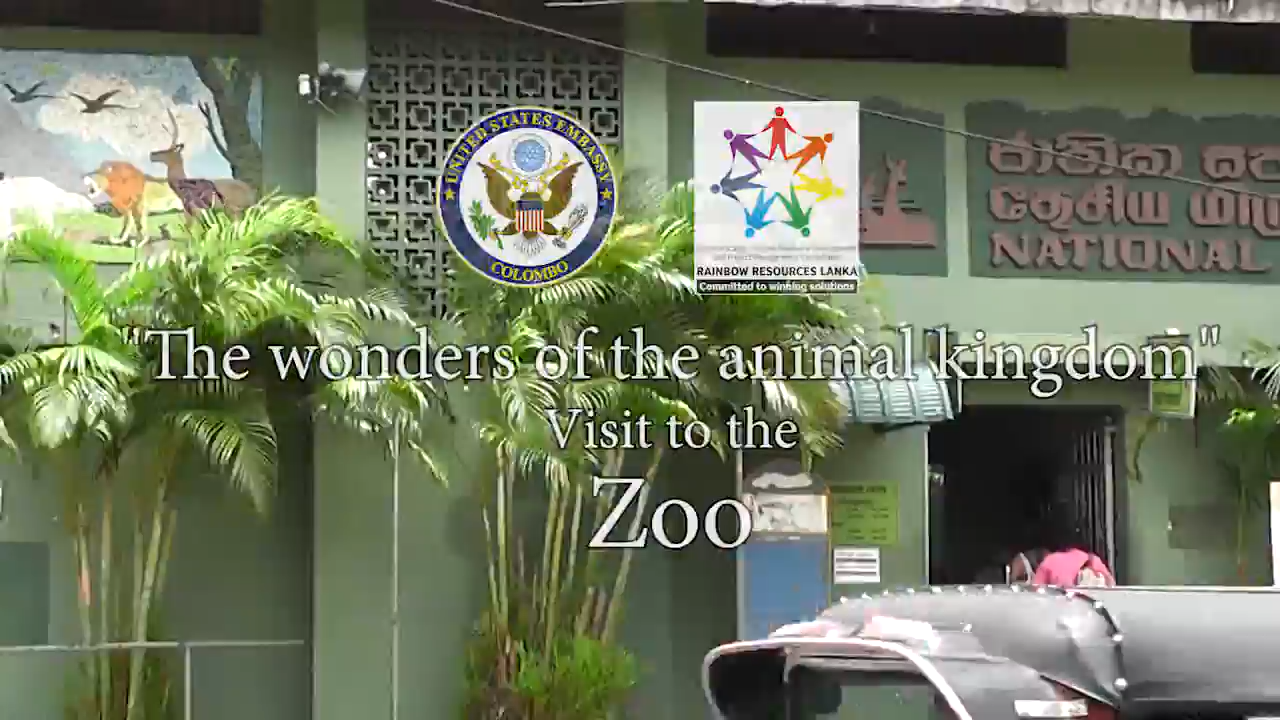 UNITED STATES EMBASSY
COLOMBO
RAINBOW RESOURCES LANKA
Committed to winning solutions
ජාතික සත්
தேசிய மிரு
NATIONAL
"The wonders of the animal kingdom"
Visit to the
Zoo